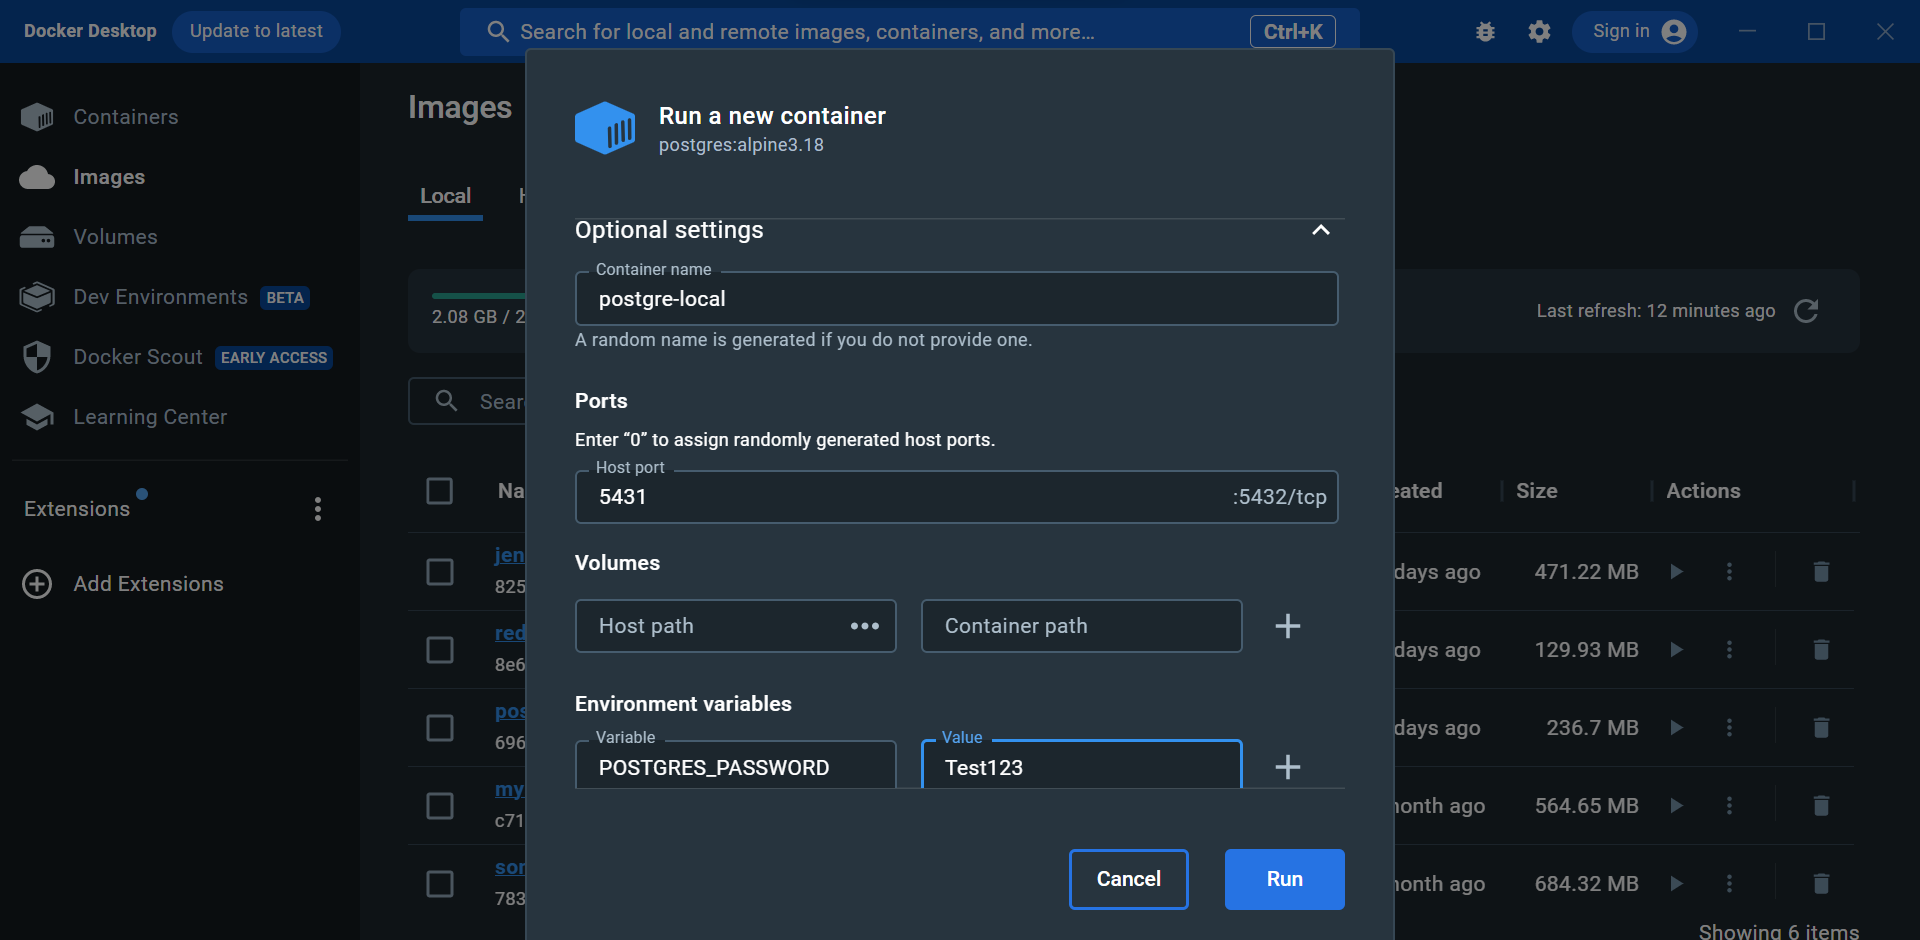 Docker Desktop
Update to latest
Search for local and remote images, containers, and more...
Ctrl+K
Sign in
Containers
Images
Volumes
Dev Environments BETA
Docker Scout EARLY ACCESS
Learning Center
Extensions
Add Extensions
Images
Local
2.08 GB / 2
Last refresh: 12 minutes ago
Sear
Na
eated
Size
Actions
jen
825
days ago
471.22 MB
red
8e6
days ago
129.93 MB
pos
696
days ago
236.7 MB
my
c71
onth ago
564.65 MB
sor
783
onth ago
684.32 MB
Showing 6 items
Run a new container
postgres:alpine3.18
Optional settings
Container name
postgre-local
A random name is generated if you do not provide one.
Ports
Enter “0” to assign randomly generated host ports.
Host port
5431
:5432/tcp
Volumes
Host path
Container path
Environment variables
Variable
POSTGRES_PASSWORD
Value
Test123
Cancel
Run